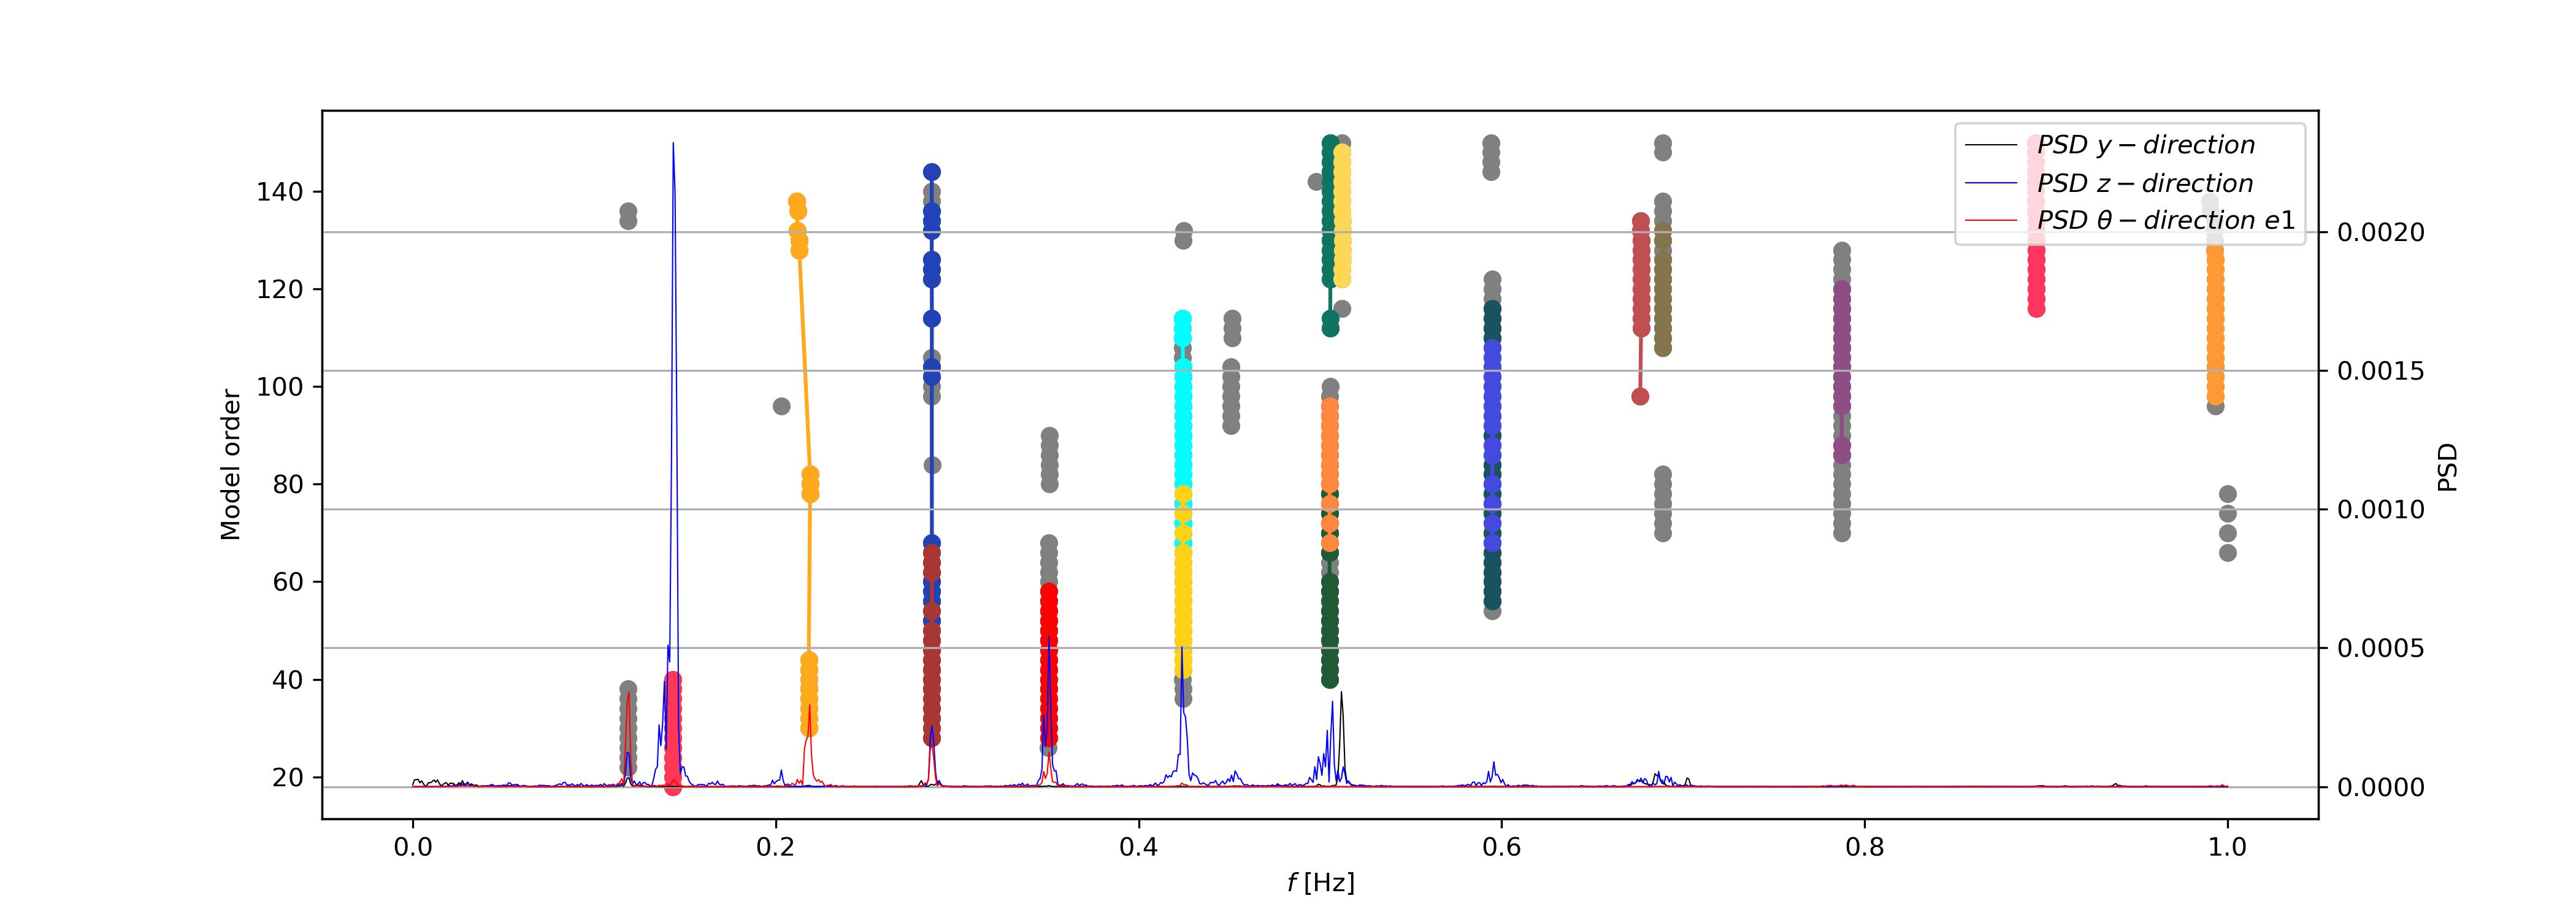 PSD y − direction
PSD z − direction
PSD θ − direction e1
140
120
100
80
60
40
20
Model order
0.0020
0.0015
0.0010
0.0005
0.0000
PSD
0.0 0.2 0.4 0.6 0.8 1.0
f [Hz]